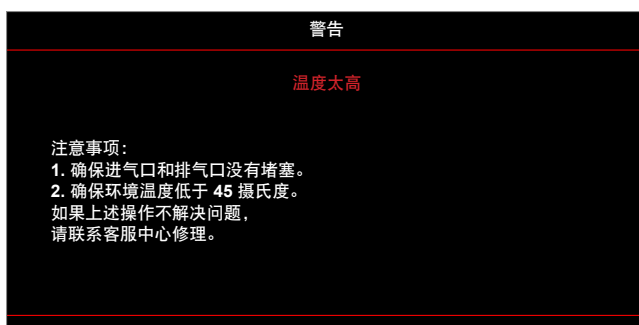 警告
温度太高
注意事项：
1. 确保进气口和排气口没有堵塞。
2. 确保环境温度低于 45 摄氏度。
如果上述操作不解决问题，
请联系客服中心修理。